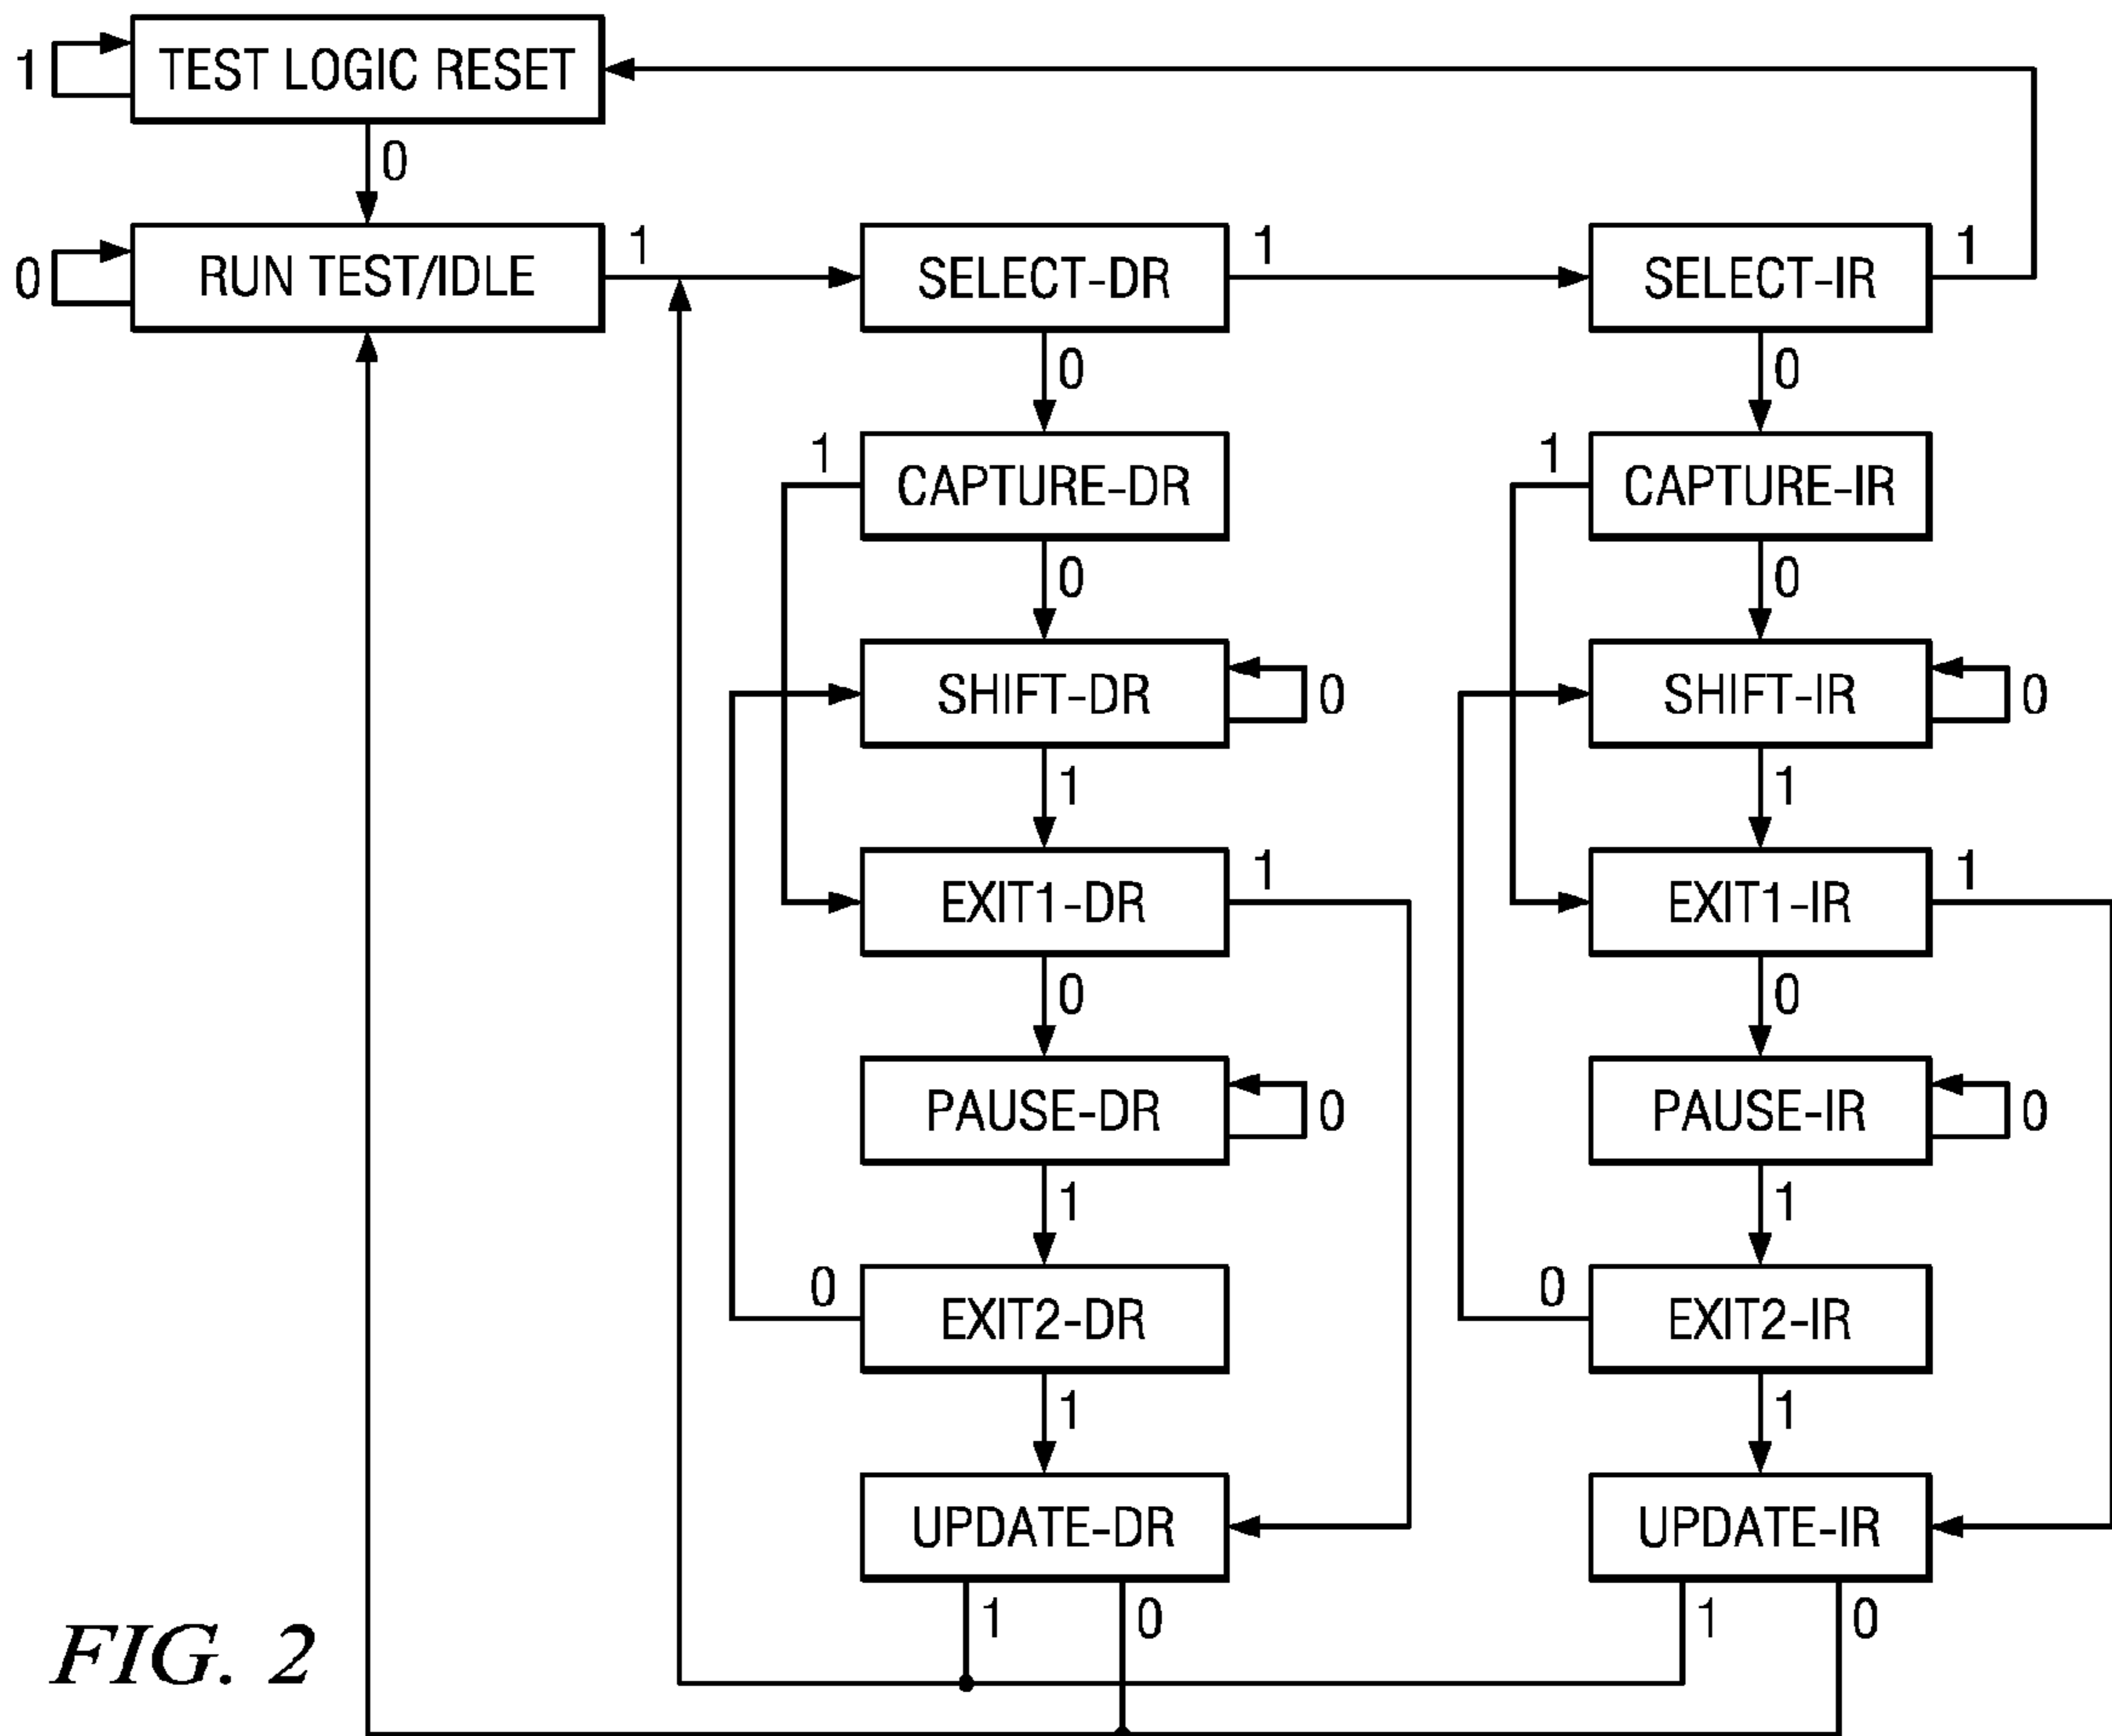 TEST LOGIC RESET
1
0
RUN TEST/IDLE
0
1
SELECT-DR
1
SELECT-IR
1
0
0
1
CAPTURE-DR
1
CAPTURE-IR
0
0
SHIFT-DR
0
SHIFT-IR
0
1
1
EXIT1-DR
1
EXIT1-IR
1
0
0
PAUSE-DR
0
PAUSE-IR
0
1
1
0
EXIT2-DR
0
EXIT2-IR
1
1
UPDATE-DR
UPDATE-IR
1
0
1
0
FIG. 2